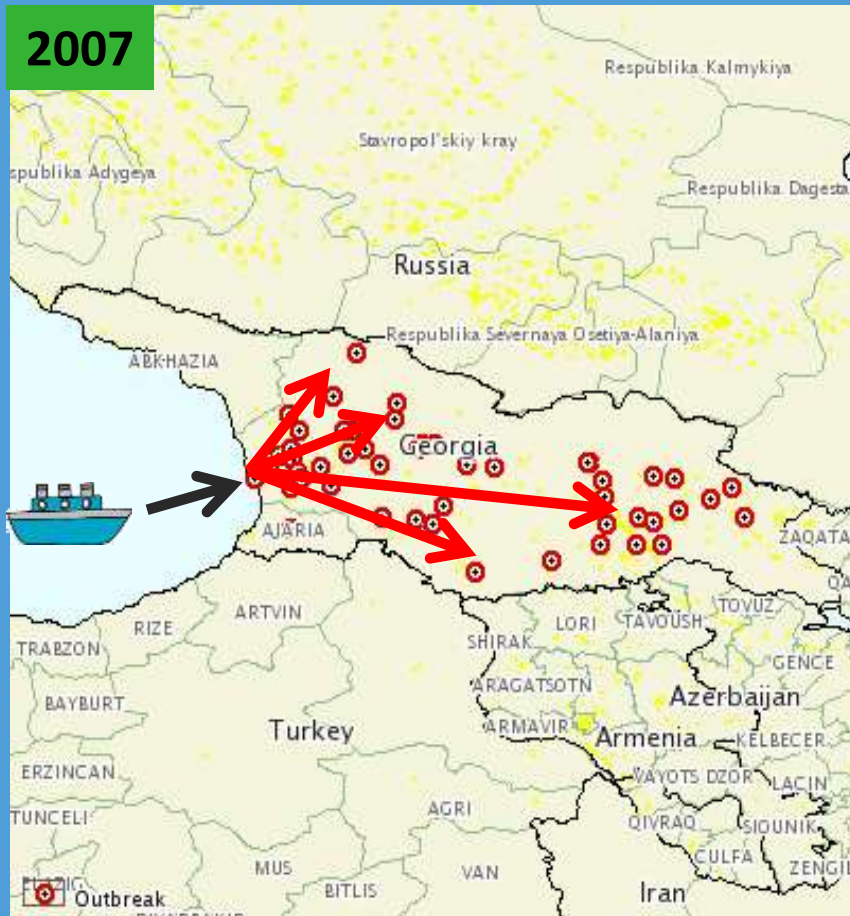 2007
Respublika Kalmykiya
Stavropol'skiy kray
spublika Adygeya
Respublika Dagesta
Russia
Respublika Severnaya Osetiya-Alaniya
ABKHAZIA
Georgia
AJARIA
ZAQATA
QA
ARTVIN
RIZE
LORI
TAVOUSH
TOVUZ
TRABZON
SHIRAK
GENCE
ARAGATSOTN
BAYBURT
Azerbaijan
Turkey
ARMAVIR
Armenia
KELBECER
ERZINCAN
VAYOTS DZOR
LACIN
AGRI
TUNCELI
QIVRAQ
SIOUNIK
CULFA
MUS
VAN
ZENGIL
BITLIS
Iran
Outbreak